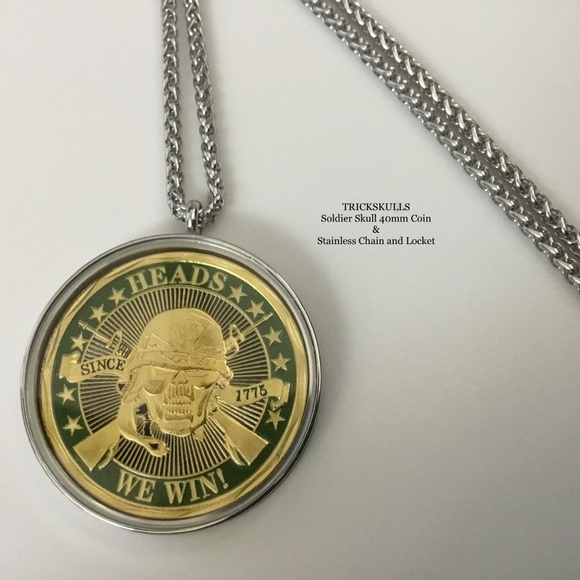 TRICKSKULLS
Soldier Skull 40mm Coin
&
Stainless Chain and Locket
HEADS
SINCE
1775
WE WIN!